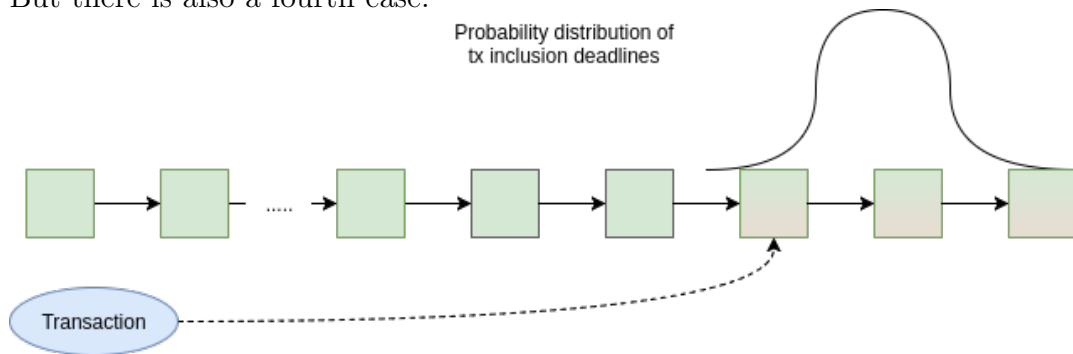 But there is also a fourth case.
Probability distribution of
tx inclusion deadlines
.....
Transaction